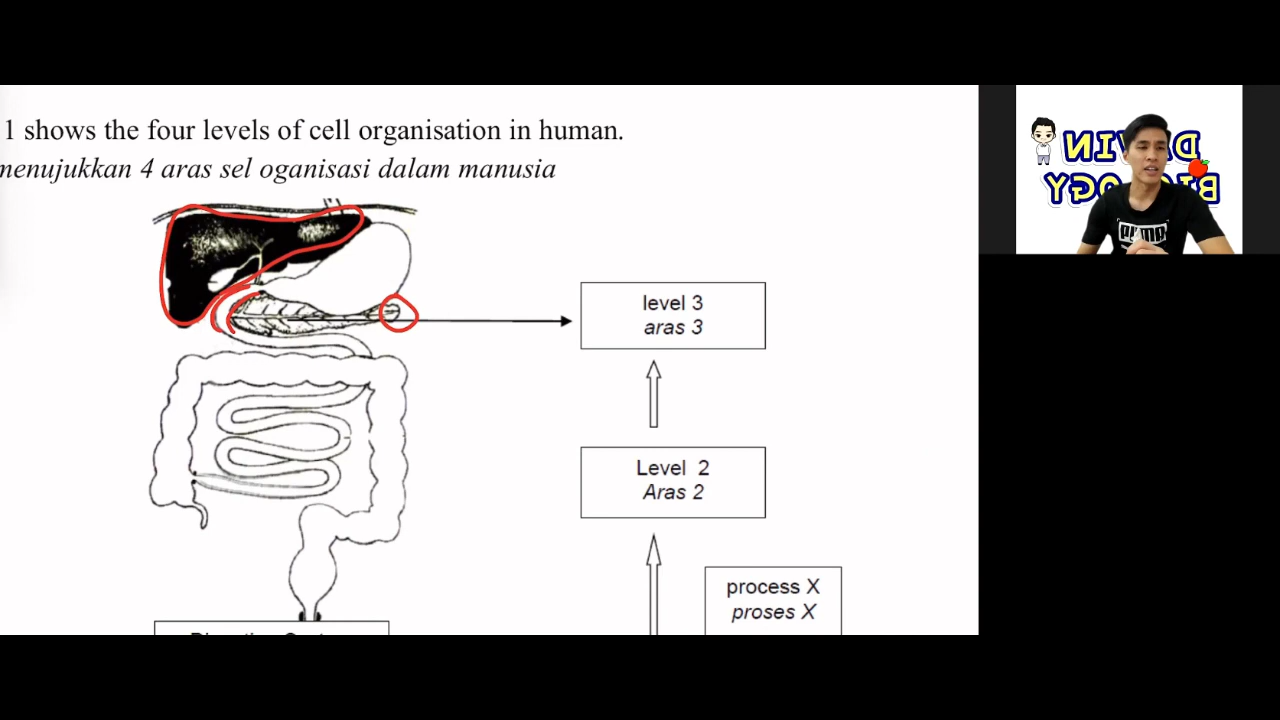 1 shows the four levels of cell organisation in human.
menujukkan 4 aras sel oganisasi dalam manusia
level 3
aras 3
Level 2
Aras 2
process X
proses X
PUMA